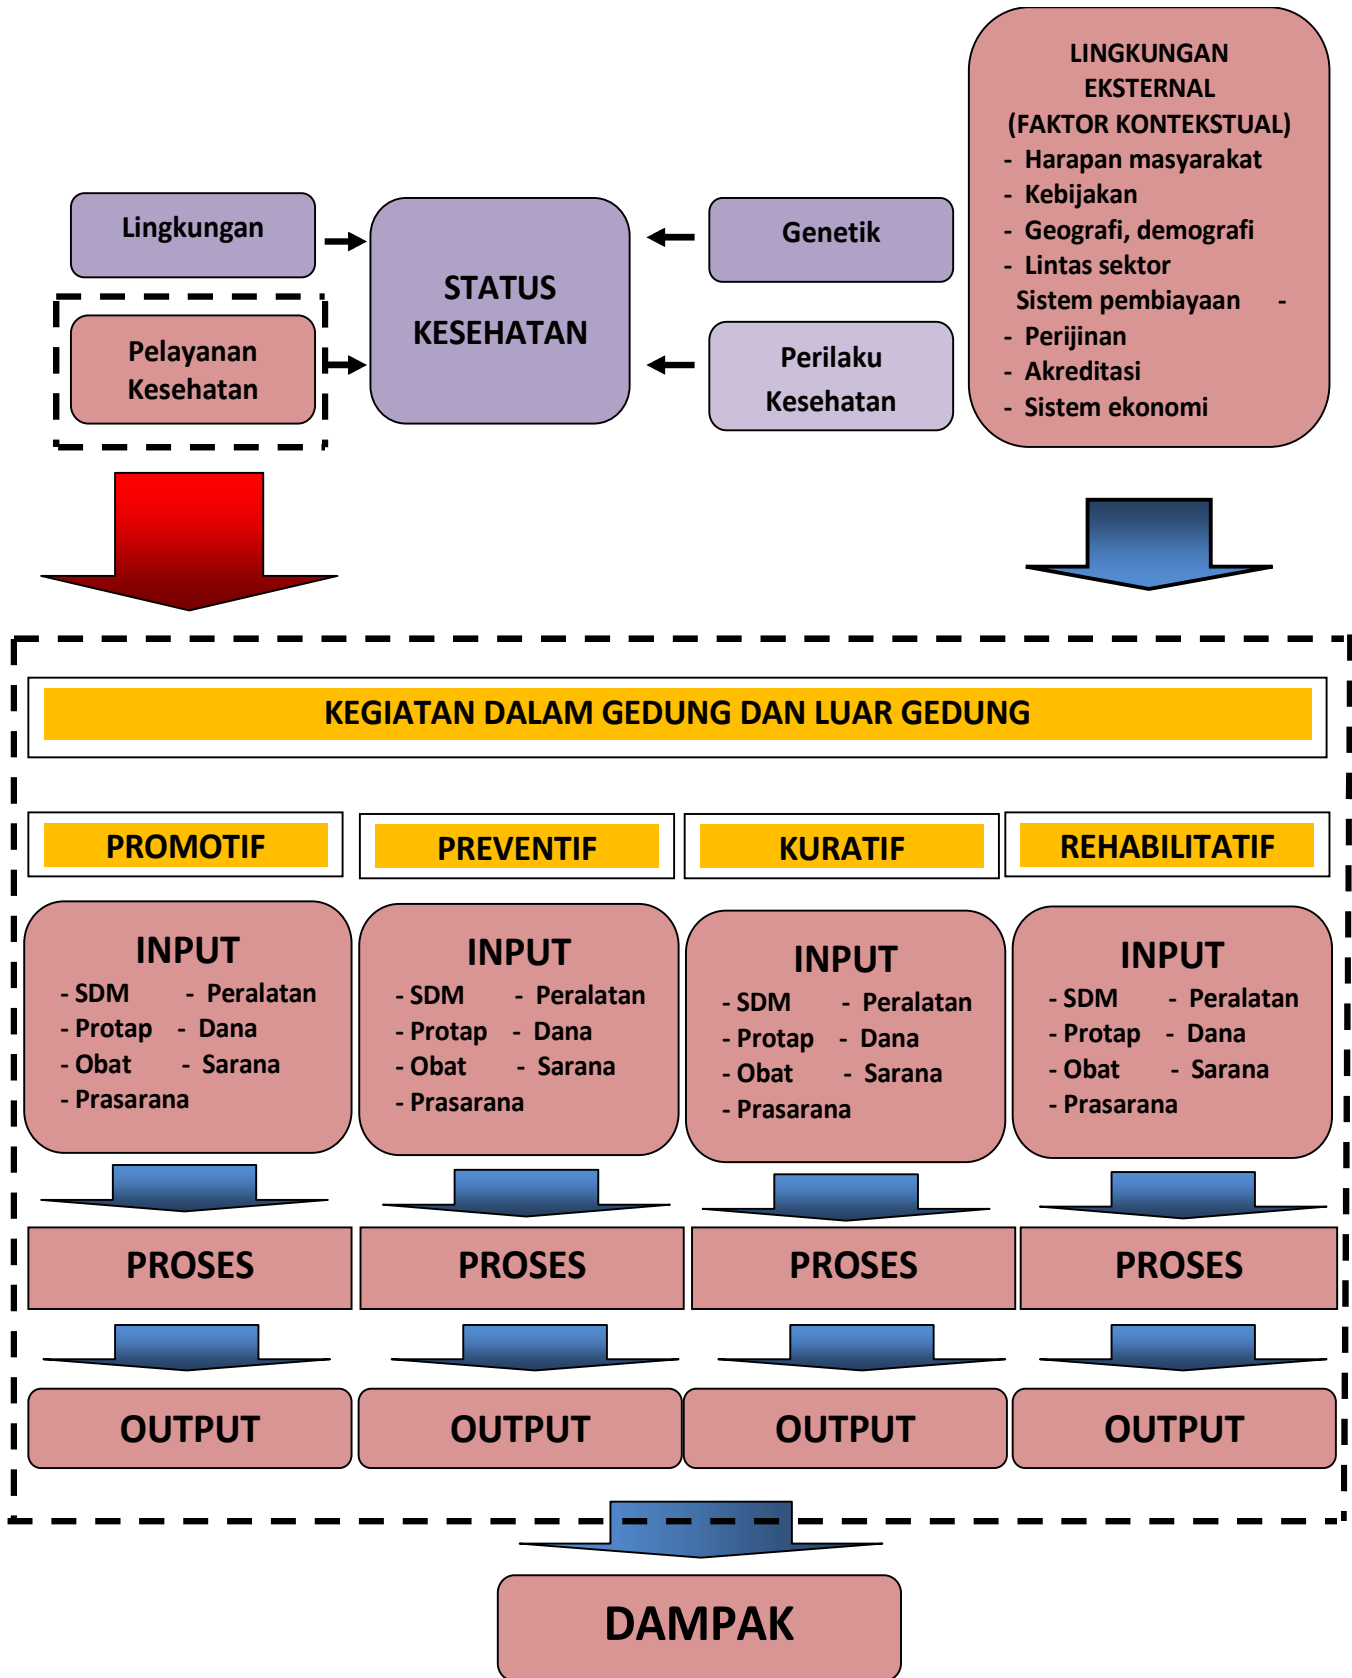 LINGKUNGAN
EKSTERNAL
(FAKTOR KONTEKSTUAL)
- Harapan masyarakat
- Kebijakan
- Geografi, demografi
- Lintas sektor
Sistem pembiayaan -
- Perijinan
- Akreditasi
- Sistem ekonomi
Lingkungan
Pelayanan
Kesehatan
STATUS
KESEHATAN
Genetik
Perilaku
Kesehatan
KEGIATAN DALAM GEDUNG DAN LUAR GEDUNG
PROMOTIF
PREVENTIF
KURATIF
REHABILITATIF
INPUT
- SDM - Peralatan
- Protap - Dana
- Obat - Sarana
- Prasarana
INPUT
- SDM - Peralatan
- Protap - Dana
- Obat - Sarana
- Prasarana
INPUT
- SDM - Peralatan
- Protap - Dana
- Obat - Sarana
- Prasarana
INPUT
- SDM - Peralatan
- Protap - Dana
- Obat - Sarana
- Prasarana
PROSES
PROSES
PROSES
PROSES
OUTPUT
OUTPUT
OUTPUT
OUTPUT
DAMPAK